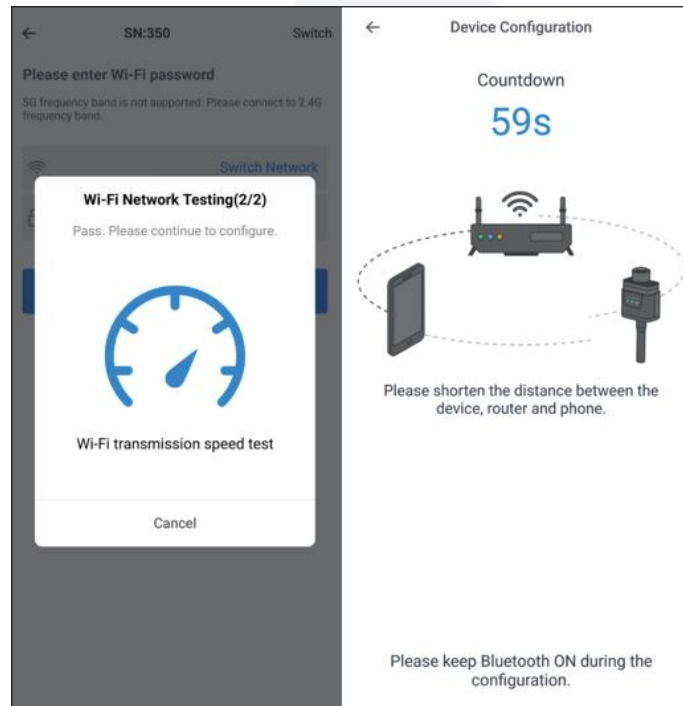 SN:350
Switch
Please enter Wi-Fi password
5G frequency band is not supported. Please connect to 2.4G
frequency band.
Switch Network
Wi-Fi Network Testing(2/2)
Pass. Please continue to configure.
Wi-Fi transmission speed test
Cancel
Device Configuration
Countdown
59s
Please shorten the distance between the
device, router and phone.
Please keep Bluetooth ON during the
configuration.